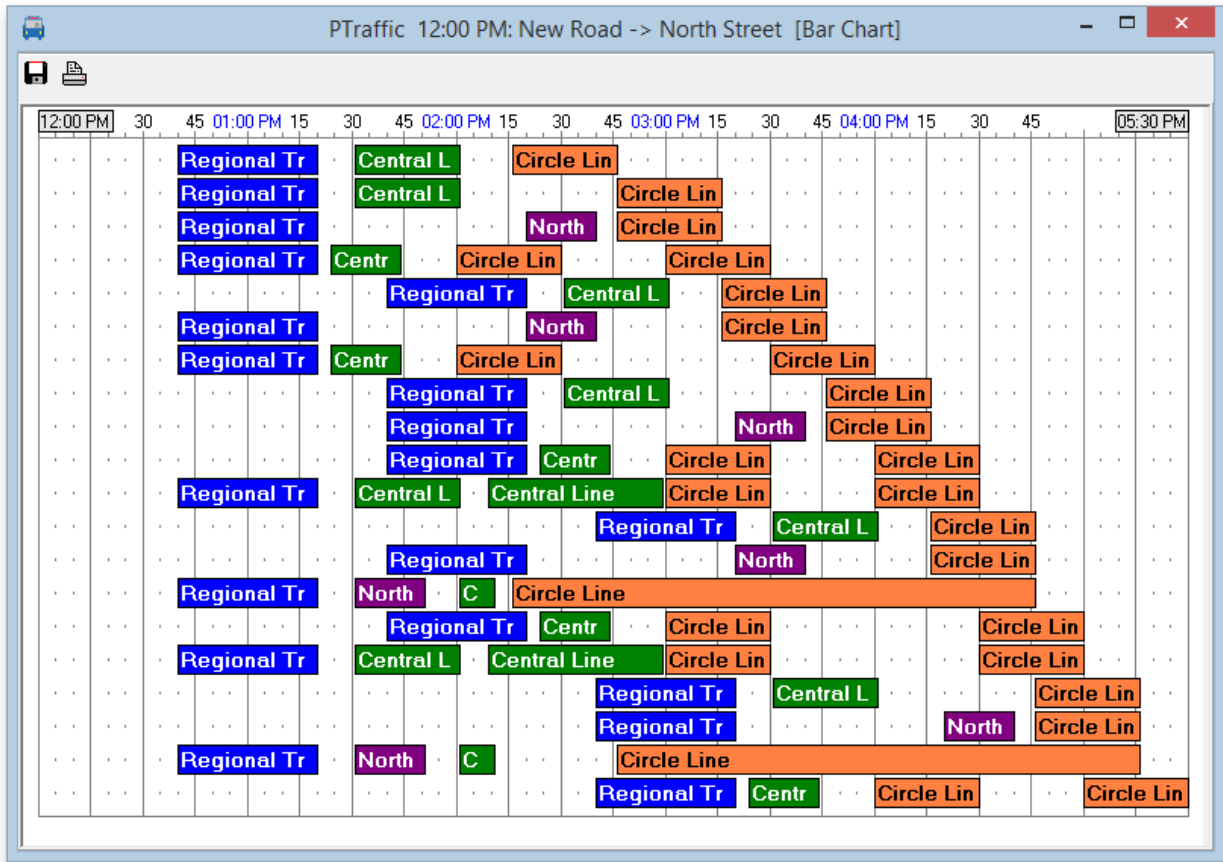 PTraffic 12:00 PM: New Road -> North Street [Bar Chart]
12:00 PM 30 45 01:00 PM 15 30 45 02:00 PM 15 30 45 03:00 PM 15 30 45 04:00 PM 15 30 45 05:30 PM
Regional Tr Central L Circle Lin
Regional Tr Central L Circle Lin
Regional Tr North Circle Lin
Regional Tr Centr Circle Lin Circle Lin
Regional Tr Central L Circle Lin
Regional Tr North Circle Lin
Regional Tr Centr Circle Lin Circle Lin
Regional Tr Central L Circle Lin
Regional Tr North Circle Lin
Regional Tr Centr Circle Lin Circle Lin
Regional Tr Central L Central Line Circle Lin Circle Lin
Regional Tr Central L Circle Lin
Regional Tr North Circle Lin
Regional Tr North C Circle Line
Regional Tr Centr Circle Lin Circle Lin
Regional Tr Central L Central Line Circle Lin Circle Lin
Regional Tr Central L Circle Lin
Regional Tr North Circle Lin
Regional Tr North C Circle Line
Regional Tr Centr Circle Lin Circle Lin